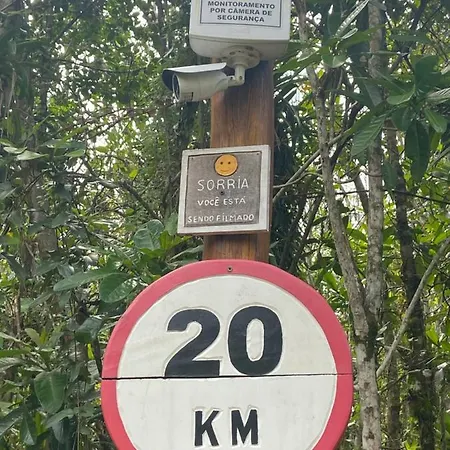 MONITORAMENTO
POR CÂMERA DE
SEGURANÇA
SORRIA
VOCÊ ESTÁ
SENDO FILMADO
20
KM